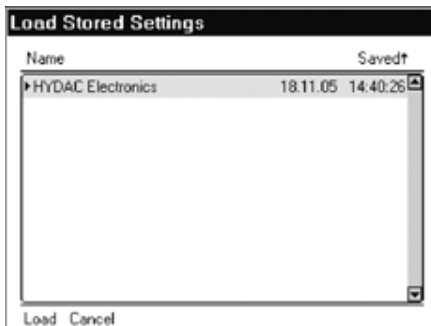 Load Stored Settings
Name Saved↑
HYDAC Electronics 18.11.05 14:40:26
Load Cancel